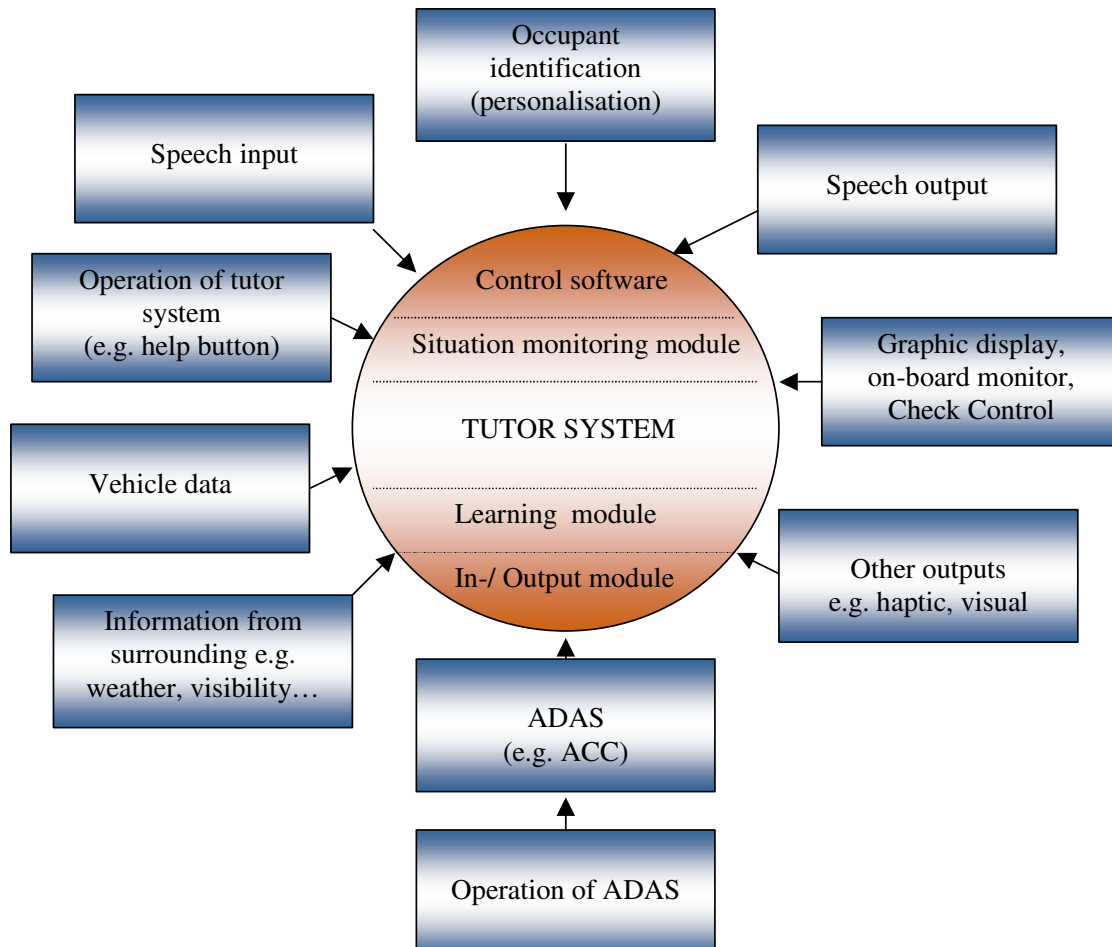 Occupant
identification
(personalisation)
Speech input
Speech output
Operation of tutor
system
(e.g. help button)
Control software
Situation monitoring module
TUTOR SYSTEM
Learning module
In-/ Output module
Graphic display,
on-board monitor,
Check Control
Vehicle data
Other outputs
e.g. haptic, visual
Information from
surrounding e.g.
weather, visibility…
ADAS
(e.g. ACC)
Operation of ADAS